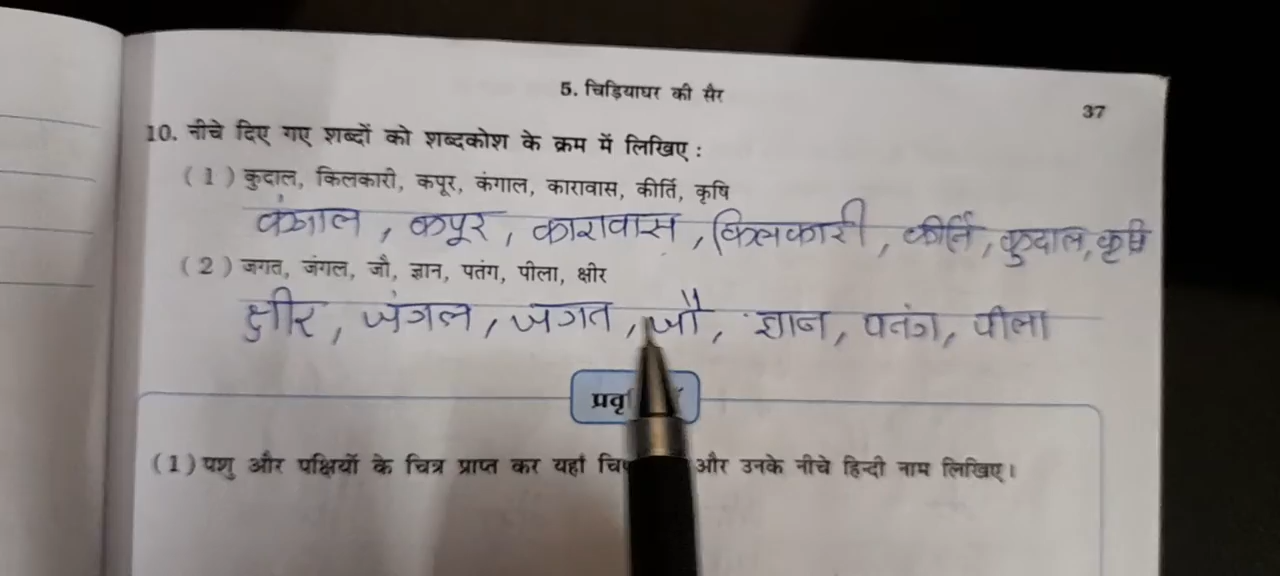 5. चिड़ियाघर की सैर
37
10. नीचे दिए गए शब्दों को शब्दकोश के क्रम में लिखिए :
( 1 ) कुदाल, किलकारी, कपूर, कंगाल, कारावास, कीर्ति, कृषि
कंगाल , कपूर , कारावास , किलकारी , कीर्ति , कुदाल, कृषि
( 2 ) जगत, जंगल, जौ, ज्ञान, पतंग, पीला, क्षीर
क्षीर , जंगल , जगत , जौ , ज्ञान , पतंग , पीला
(1) पशु और पक्षियों के चित्र प्राप्त कर यहाँ और उनके नीचे हिन्दी नाम लिखिए।